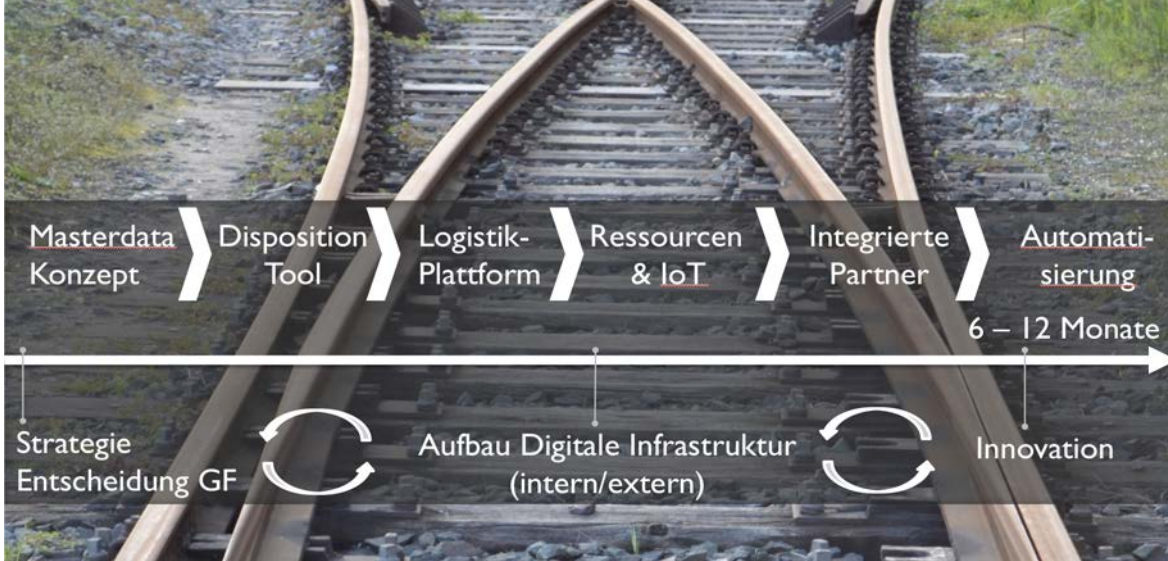 Masterdata
Konzept
Disposition
Tool
Logistik-
Plattform
Ressourcen
& IoT
Integrierte
Partner
Automati-
sierung
6 – 12 Monate
Strategie
Entscheidung GF
Aufbau Digitale Infrastruktur
(intern/extern)
Innovation